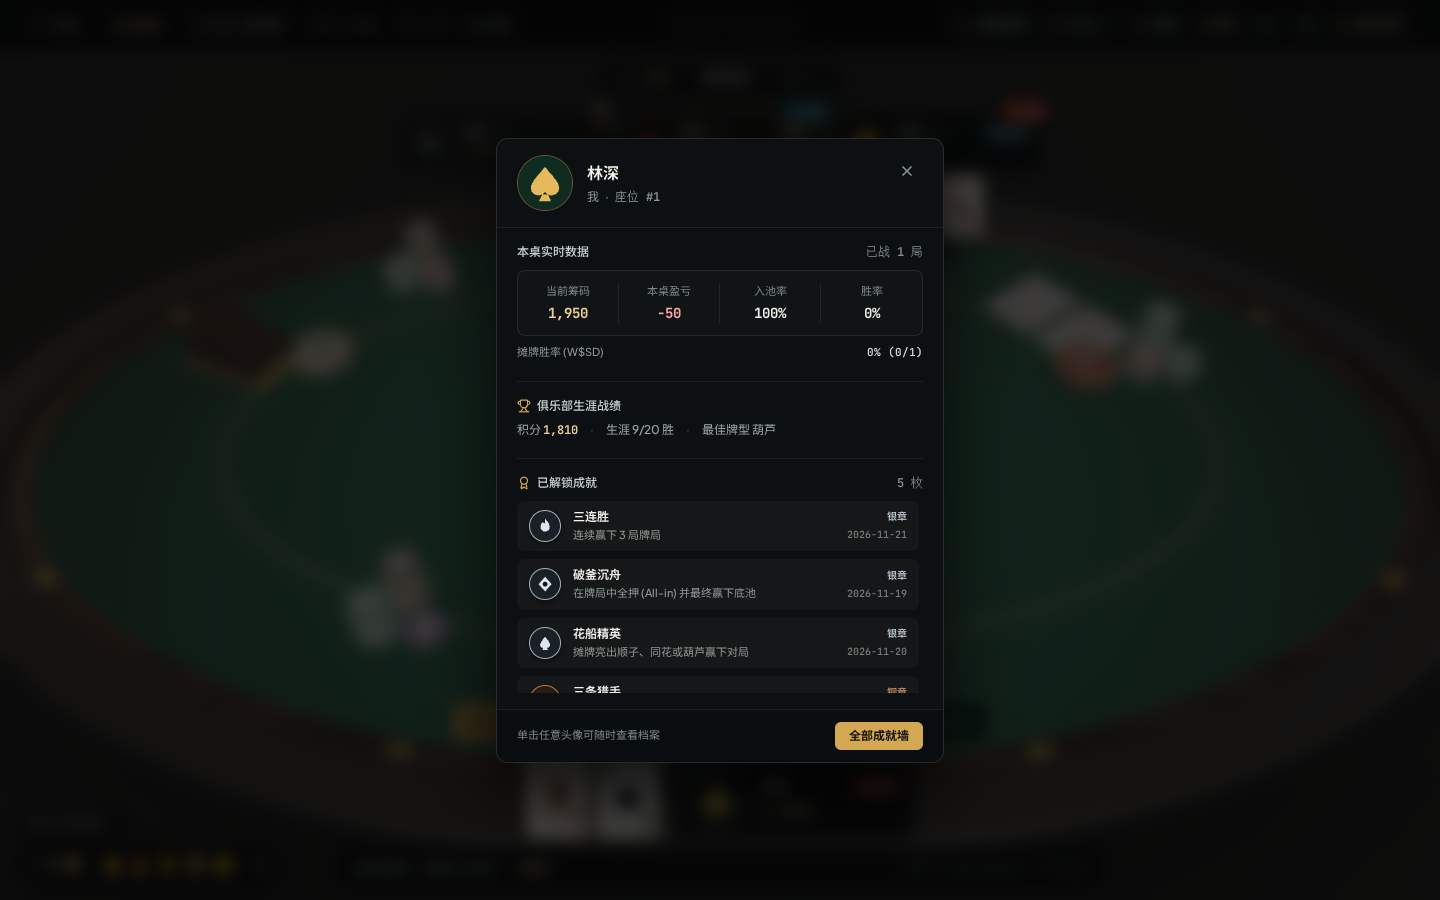 林深
我 · 座位 #1
本桌实时数据
已战 1 局
当前筹码
本桌盈亏
入池率
胜率
1,950
-50
100%
0%
摊牌胜率 (W$SD)
0% (0/1)
俱乐部生涯战绩
积分 1,810 · 生涯 9/20 胜 · 最佳牌型 葫芦
已解锁成就
5 枚
三连胜
银章
连续赢下 3 局牌局
2026-11-21
破釜沉舟
银章
在牌局中全押 (All-in) 并最终赢下底池
2026-11-19
花船精英
银章
摊牌亮出顺子、同花或葫芦赢下对局
2026-11-20
三条猎手
铜章
单击任意头像可随时查看档案
全部成就墙